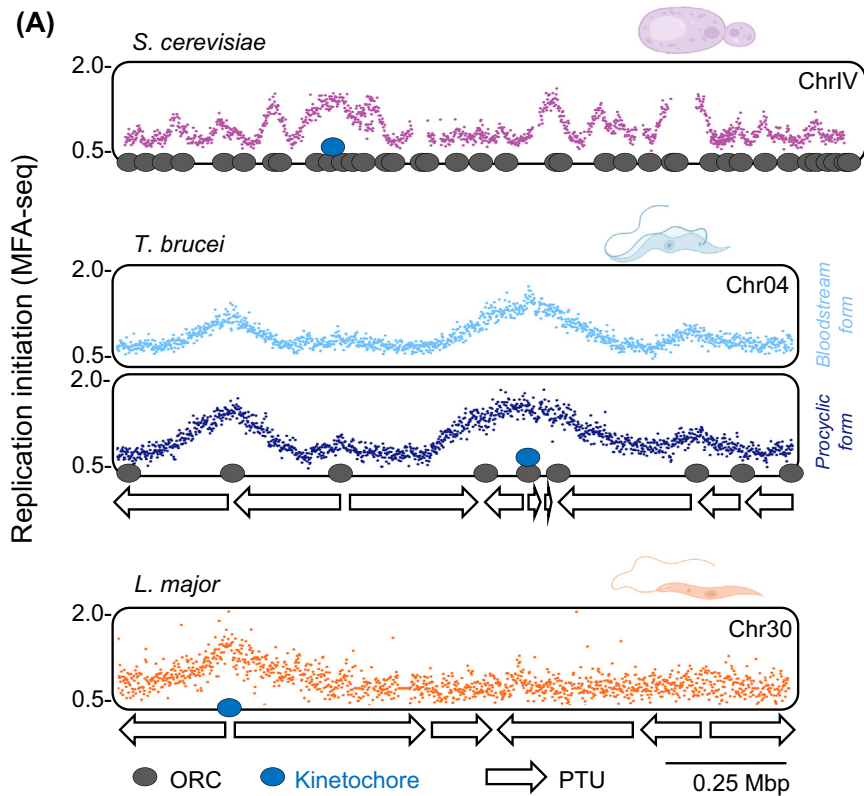 (A)
S. cerevisiae
2.0-
ChrIV
0.5-
Replication initiation (MFA-seq)
T. brucei
2.0-
Chr04
0.5-
Bloodstream
form
2.0-
0.5-
Procyclic
form
L. major
2.0-
Chr30
0.5-
ORC
Kinetochore
PTU
0.25 Mbp